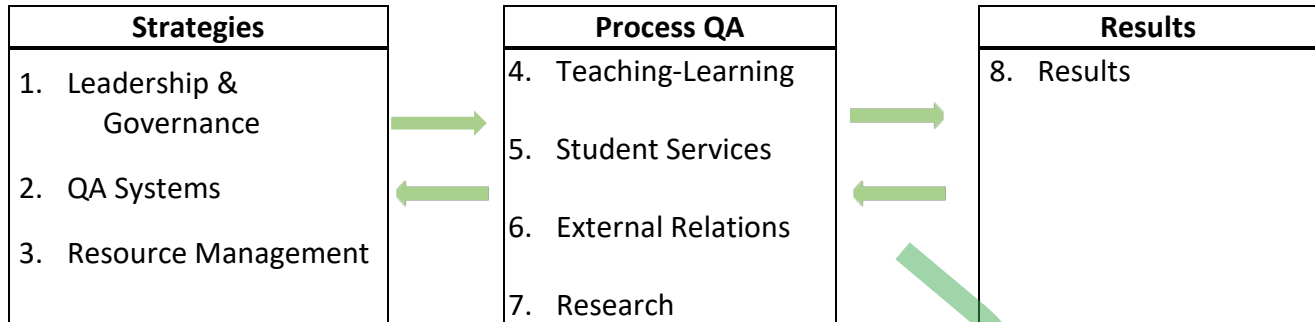 Strategies
1. Leadership &
Governance
2. QA Systems
3. Resource Management
Process QA
4. Teaching-Learning
5. Student Services
6. External Relations
7. Research
Results
8. Results